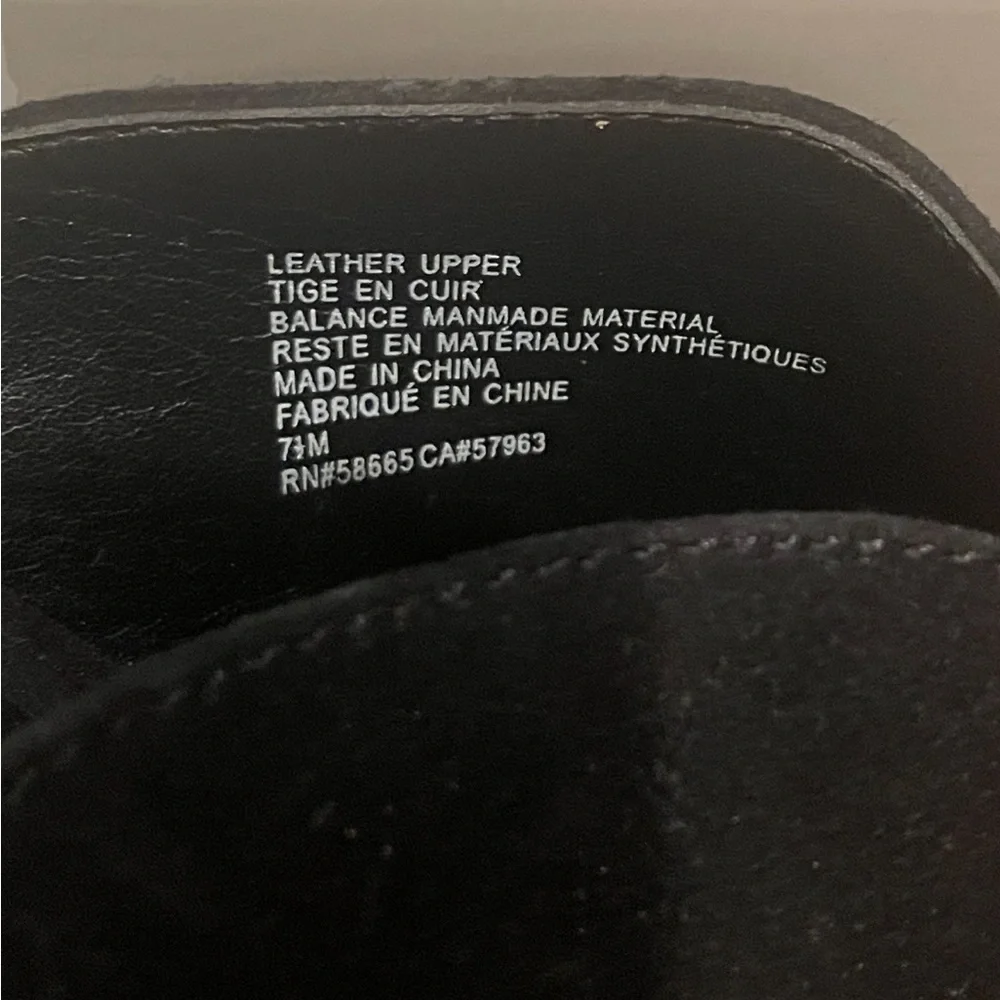 LEATHER UPPER
TIGE EN CUIR
BALANCE MANMADE MATERIAL
RESTE EN MATÉRIAUX SYNTHÉTIQUES
MADE IN CHINA
FABRIQUÉ EN CHINE
7½M
RN#58665 CA#57963